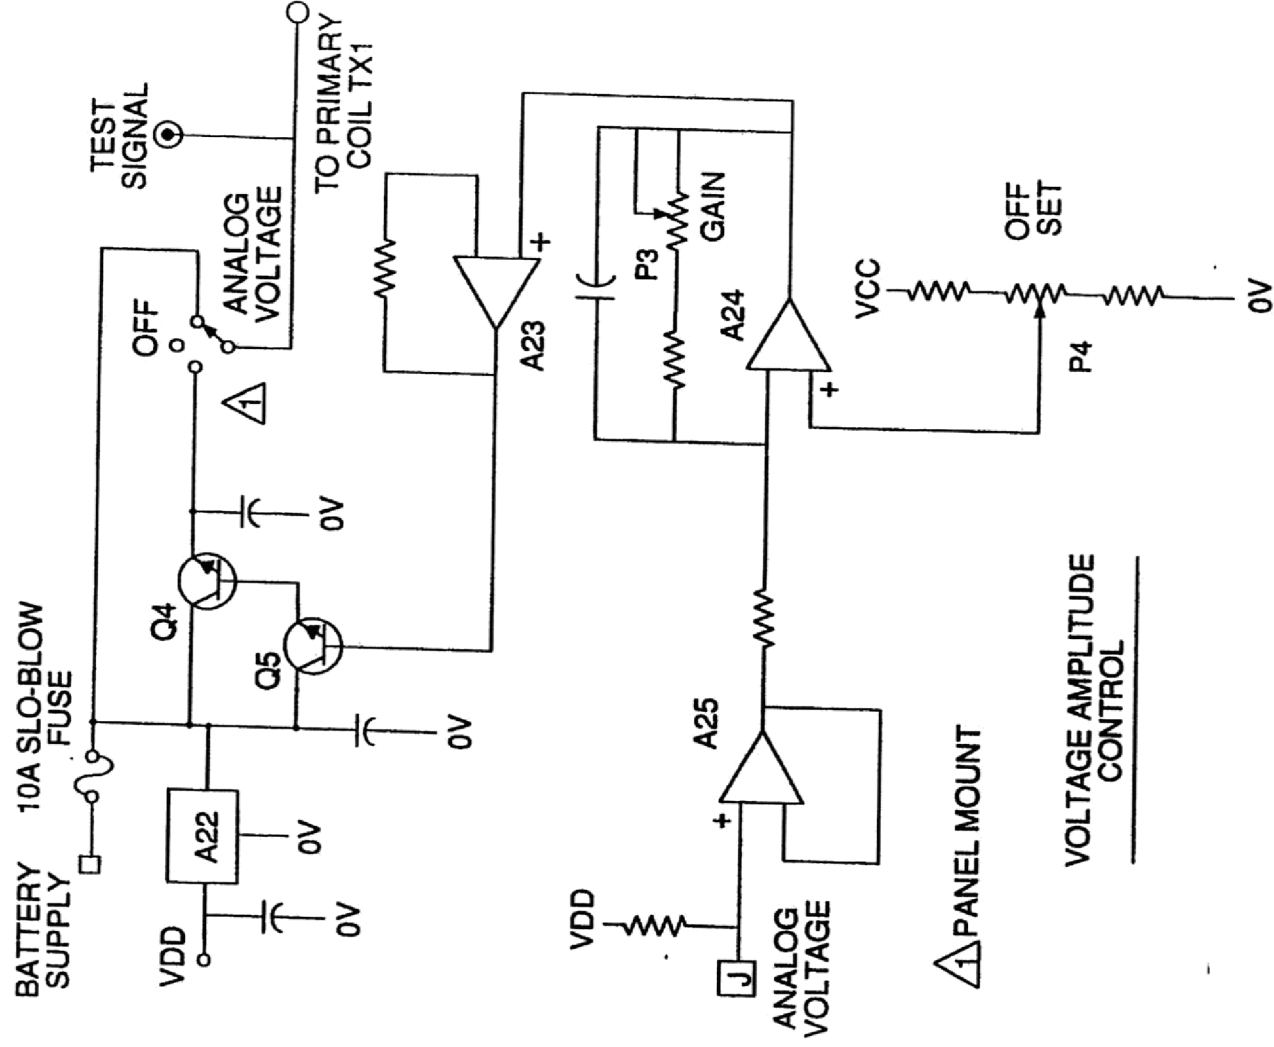 BATTERY
SUPPLY
10A SLO-BLOW
FUSE
OFF
TEST
SIGNAL
ANALOG
VOLTAGE
TO PRIMARY
COIL TX1
1
VDD
A22
0V
0V
Q4
Q5
0V
0V
A23
+
P3
GAIN
VDD
J
ANALOG
VOLTAGE
+
A25
A24
+
VCC
OFF
SET
P4
0V
1 PANEL MOUNT
VOLTAGE AMPLITUDE
CONTROL